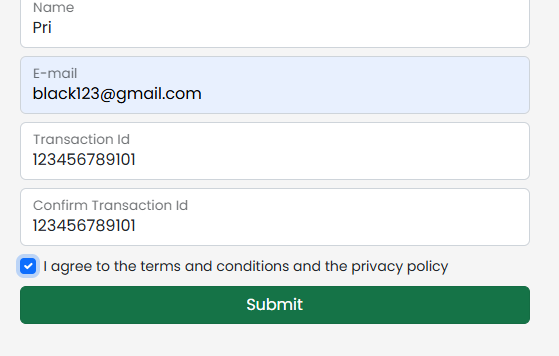 Name
Pri
E-mail
black123@gmail.com
Transaction Id
123456789101
Confirm Transaction Id
123456789101
I agree to the terms and conditions and the privacy policy
Submit